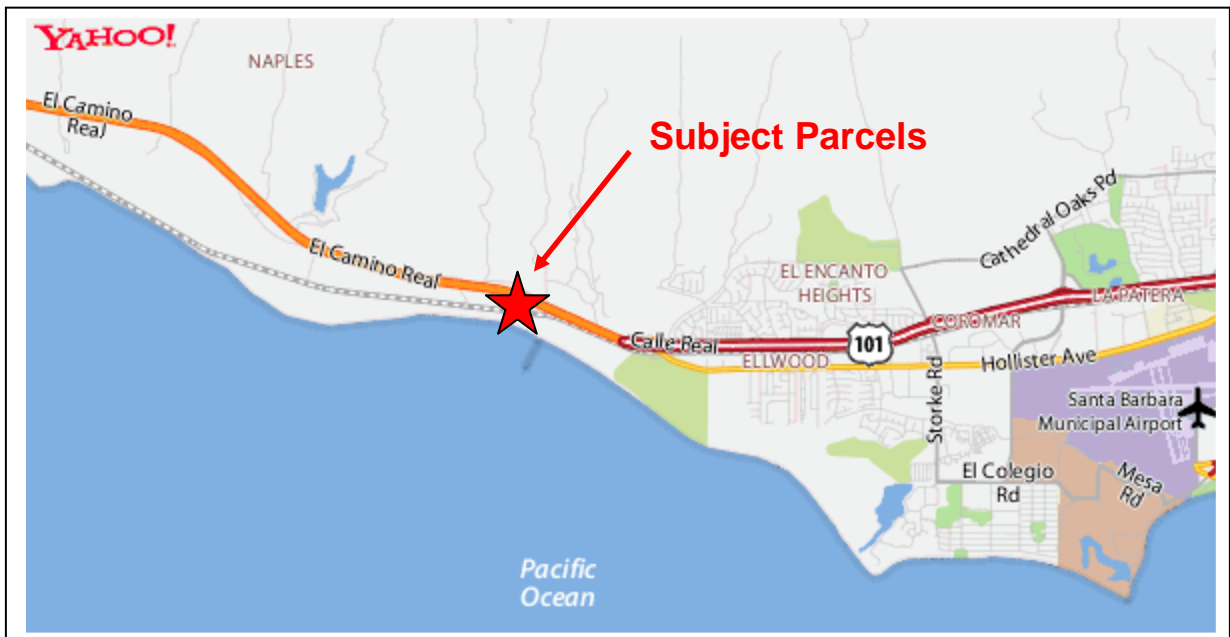 YAHOO!
NAPLES
El Camino
Real
Subject Parcels
Cathedral Oaks Rd
El Camino Real
EL ENCANTO
HEIGHTS
LA PATERA
COROMAR
Calle Real
101
ELLWOOD
Hollister Ave
Storke Rd
Santa Barbara
Municipal Airport
El Colegio
Rd
Mesa
Rd
Pacific
Ocean